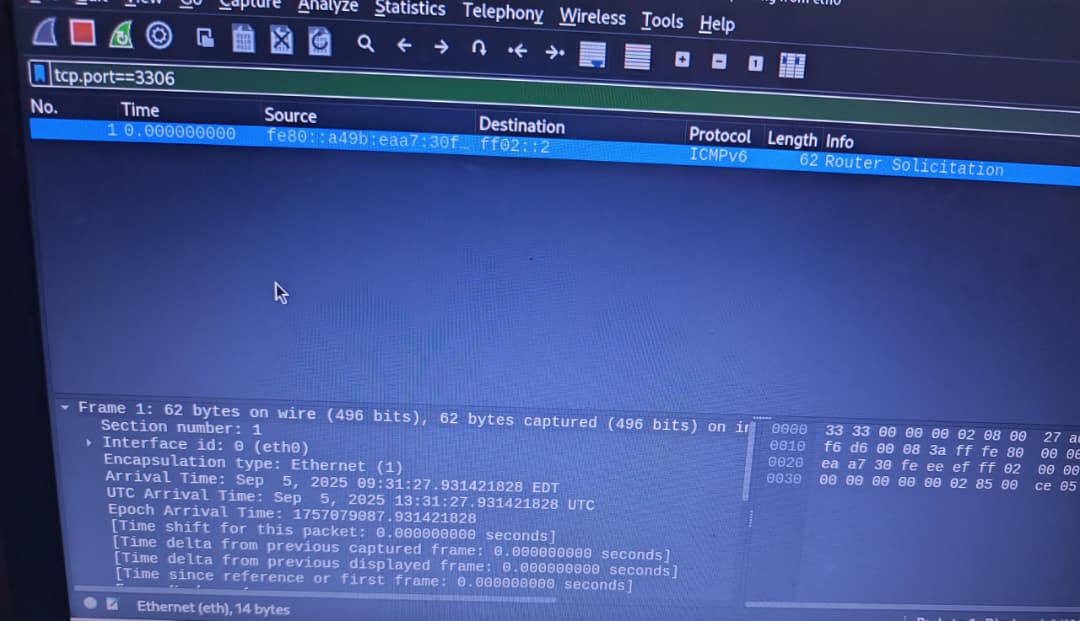 Capture Analyze Statistics Telephony Wireless Tools Help
tcp.port==3306
No. Time Source Destination Protocol Length Info
1 0.000000000 fe80::a49b:eaa7:30f… ff02::2 ICMPv6 62 Router Solicitation
Frame 1: 62 bytes on wire (496 bits), 62 bytes captured (496 bits) on
Section number: 1
Interface id: 0 (eth0)
Encapsulation type: Ethernet (1)
Arrival Time: Sep 5, 2025 09:31:27.931421828 EDT
UTC Arrival Time: Sep 5, 2025 13:31:27.931421828 UTC
Epoch Arrival Time: 1757079087.931421828
[Time shift for this packet: 0.000000000 seconds]
[Time delta from previous captured frame: 0.000000000 seconds]
[Time delta from previous displayed frame: 0.000000000 seconds]
[Time since reference or first frame: 0.000000000 seconds]
0000 33 33 00 00 00 02 08 00 27
0010 f6 d6 00 08 3a ff fe 80 00 00
0020 ea a7 30 fe ee ef ff 02 00 00
0030 00 00 00 00 00 02 85 00 ce 05
Ethernet (eth), 14 bytes